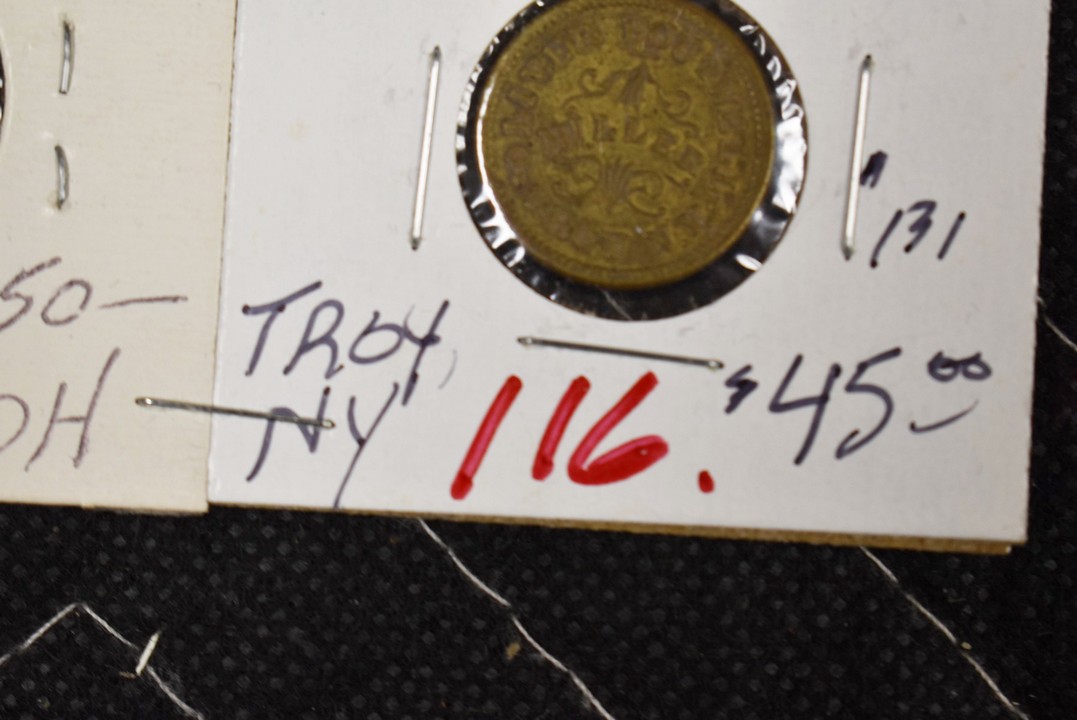 50—
OH
TROY,
NY
131
116.
$45.00